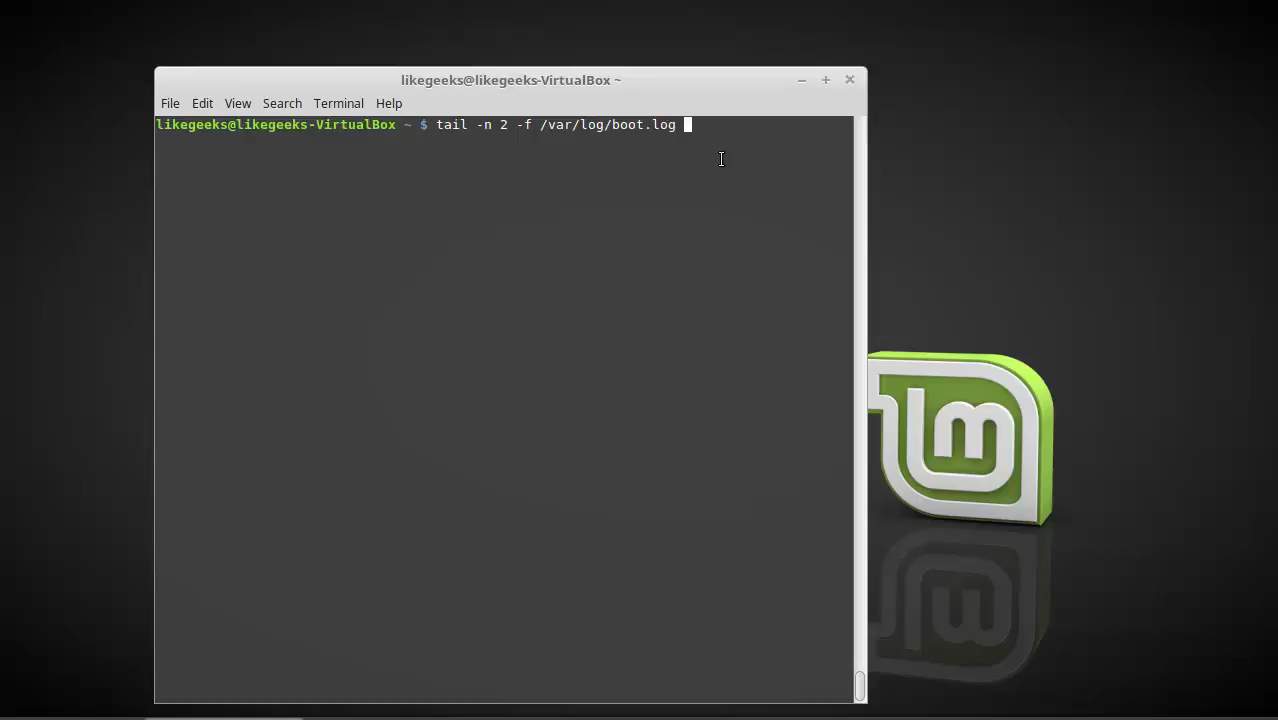 likegeeks@likegeeks-VirtualBox ~
File Edit View Search Terminal Help
likegeeks@likegeeks-VirtualBox ~ $ tail -n 2 -f /var/log/boot.log